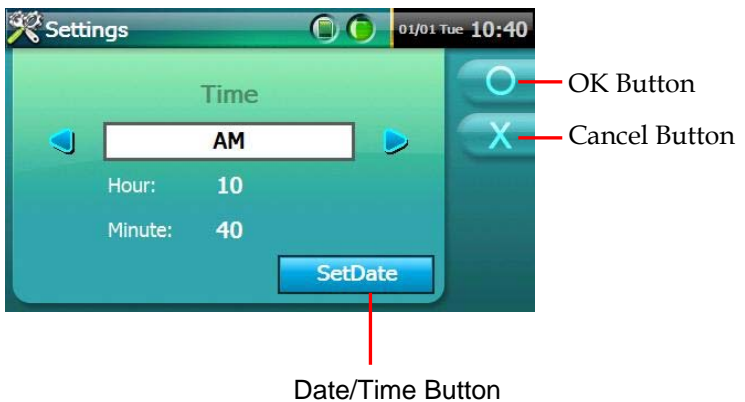 Settings 01/01 Tue 10:40
Time
AM
Hour: 10
Minute: 40
SetDate
O OK Button
X Cancel Button
Date/Time Button